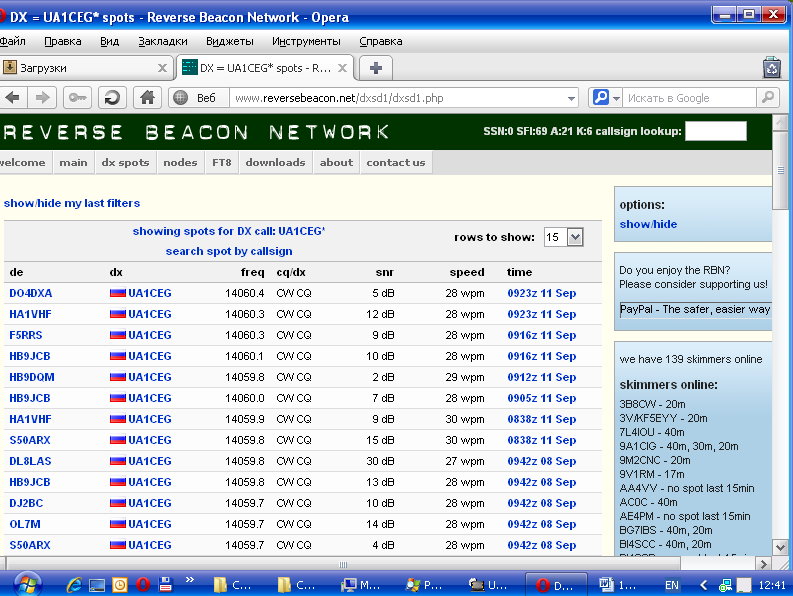 DX = UA1CEG* spots - Reverse Beacon Network - Opera
Файл Правка Вид Закладки Виджеты Инструменты Справка
Загрузки
DX = UA1CEG* spots - R...
Веб www.reversebeacon.net/dxsd1/dxsd1.php Искать в Google
REVERSE BEACON NETWORK
SSN:0 SFI:69 A:21 K:6 callsign lookup:
welcome main dx spots nodes FT8 downloads about contact us
show/hide my last filters
showing spots for DX call: UA1CEG*
search spot by callsign
rows to show: 15
de dx freq cq/dx snr speed time
DO4DXA UA1CEG 14060.4 CW CQ 5 dB 28 wpm 0923z 11 Sep
HA1VHF UA1CEG 14060.3 CW CQ 12 dB 28 wpm 0923z 11 Sep
F5RRS UA1CEG 14060.3 CW CQ 9 dB 28 wpm 0916z 11 Sep
HB9JCB UA1CEG 14060.1 CW CQ 10 dB 28 wpm 0916z 11 Sep
HB9DQM UA1CEG 14059.8 CW CQ 2 dB 29 wpm 0912z 11 Sep
HB9JCB UA1CEG 14060.0 CW CQ 7 dB 28 wpm 0905z 11 Sep
HA1VHF UA1CEG 14059.9 CW CQ 9 dB 30 wpm 0838z 11 Sep
S50ARX UA1CEG 14059.8 CW CQ 15 dB 30 wpm 0838z 11 Sep
DL8LAS UA1CEG 14059.8 CW CQ 30 dB 27 wpm 0942z 08 Sep
HB9JCB UA1CEG 14059.8 CW CQ 13 dB 28 wpm 0942z 08 Sep
DJ2BC UA1CEG 14059.7 CW CQ 10 dB 28 wpm 0942z 08 Sep
OL7M UA1CEG 14059.7 CW CQ 14 dB 28 wpm 0942z 08 Sep
S50ARX UA1CEG 14059.7 CW CQ 4 dB 28 wpm 0942z 08 Sep
options:
show/hide
Do you enjoy the RBN?
Please consider supporting us!
PayPal - The safer, easier way
we have 139 skimmers online
skimmers online:
3B8CW - 20m
3V/KF5EYY - 20m
7L4IOU - 40m
9A1CIG - 40m, 30m, 20m
9M2CNC - 20m
9V1RM - 17m
AA4VV - no spot last 15min
AC0C - 40m
AE4PM - no spot last 15min
BG7IBS - 40m, 20m
BI4SCC - 40m, 20m
C... C... M... P... U... D... 1... EN 12:41